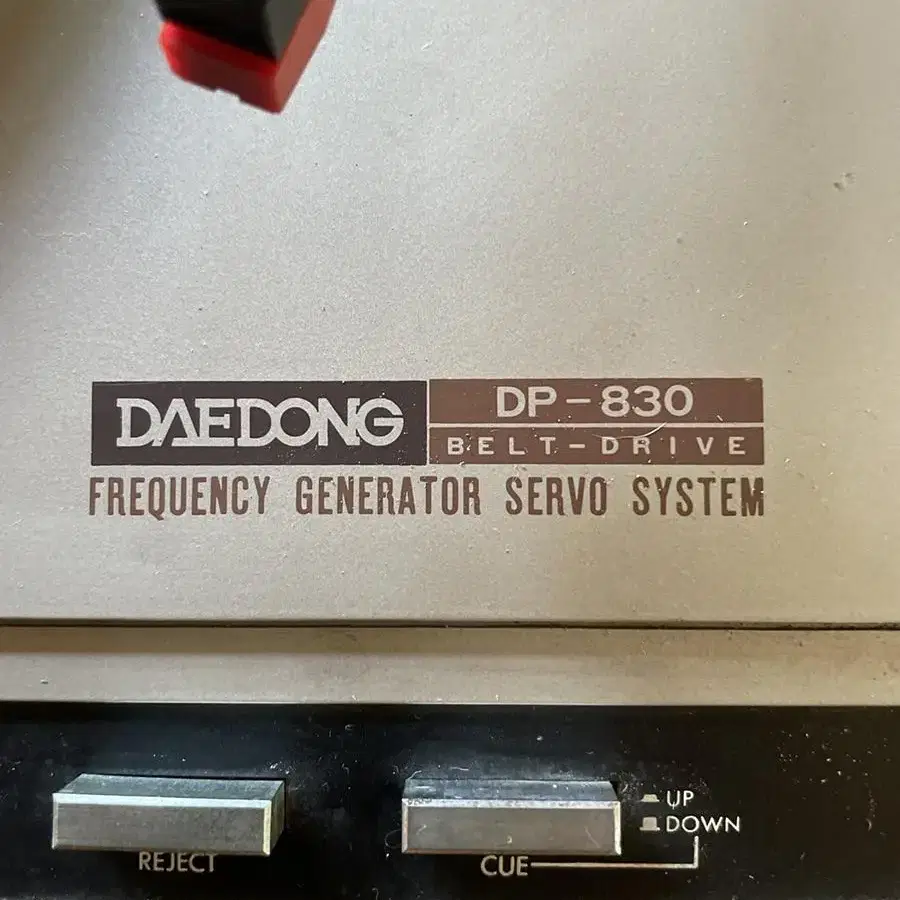 DAEDONG
DP-830
BELT-DRIVE
FREQUENCY GENERATOR SERVO SYSTEM
UP
DOWN
REJECT
CUE